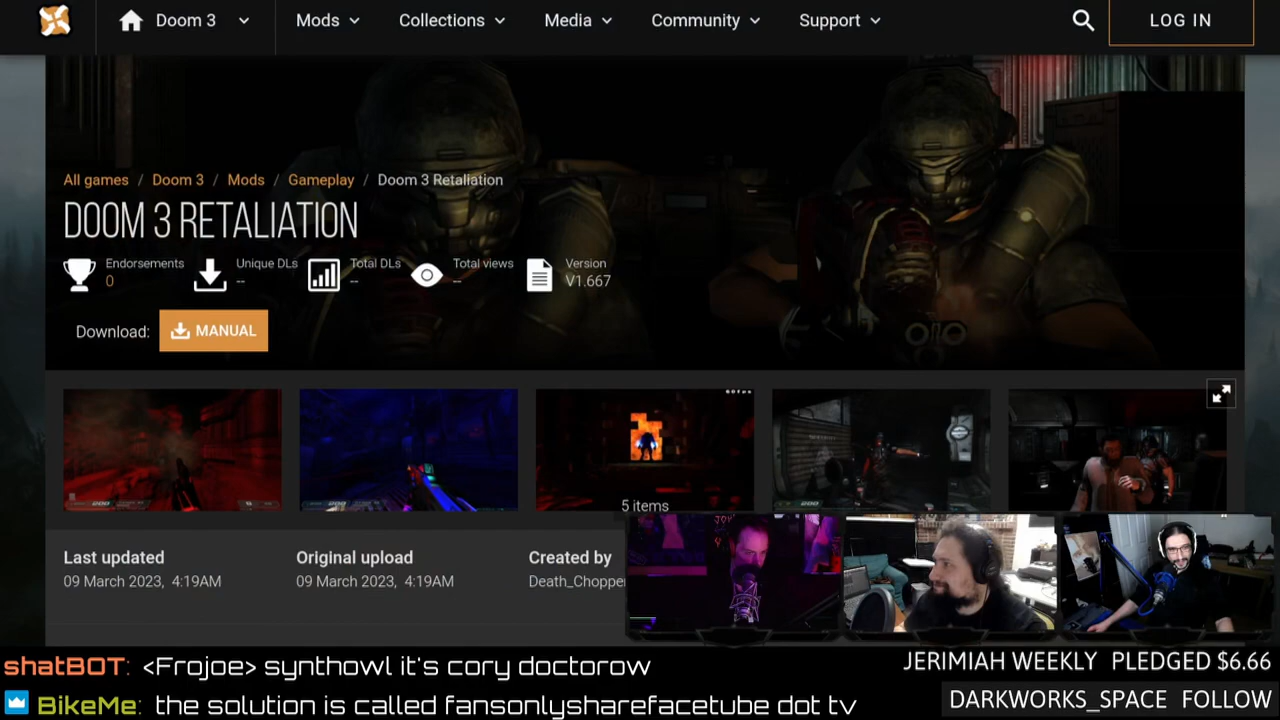 Doom 3
Mods
Collections
Media
Community
Support
LOG IN
All games / Doom 3 / Mods / Gameplay / Doom 3 Retaliation
DOOM 3 RETALIATION
Endorsements
0
Unique DLs
--
Total DLs
--
Total views
--
Version
V1.667
Download:
MANUAL
5 items
Last updated
09 March 2023, 4:19AM
Original upload
09 March 2023, 4:19AM
Created by
Death_Choppe
shatBOT: <Frojoe> synthowl it's cory doctorow
BikeMe: the solution is called fansonlysharefacetube dot tv
JERIMIAH WEEKLY PLEDGED $6.66
DARKWORKS_SPACE FOLLOW